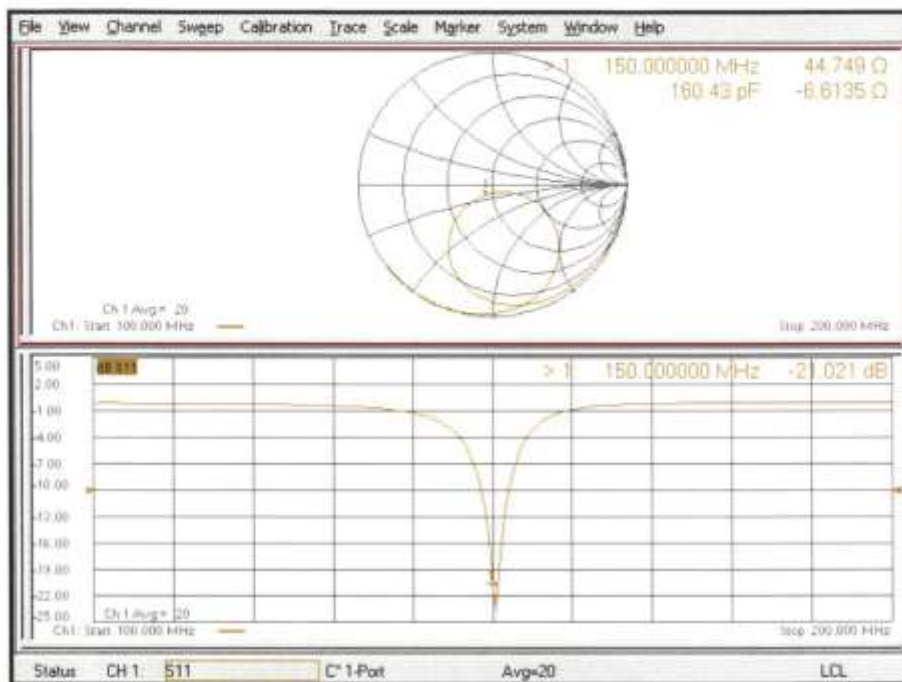 File View Channel Sweep Calibration Trace Scale Marker System Window Help
> 1 150.000000 MHz 44.749 Ω
160.43 pF -6.6135 Ω
Ch 1 Avg = 20
Ch1: Start 100.000 MHz
Stop 200.000 MHz
5.00
dB S11
> 1 150.000000 MHz -21.021 dB
2.00
-1.00
-4.00
-7.00
-10.00
-13.00
-16.00
-19.00
-22.00
-25.00
Ch 1 Avg = 20
Ch1: Start 100.000 MHz
Stop 200.000 MHz
Status CH 1: S11 C* 1-Port Avg=20 LCL